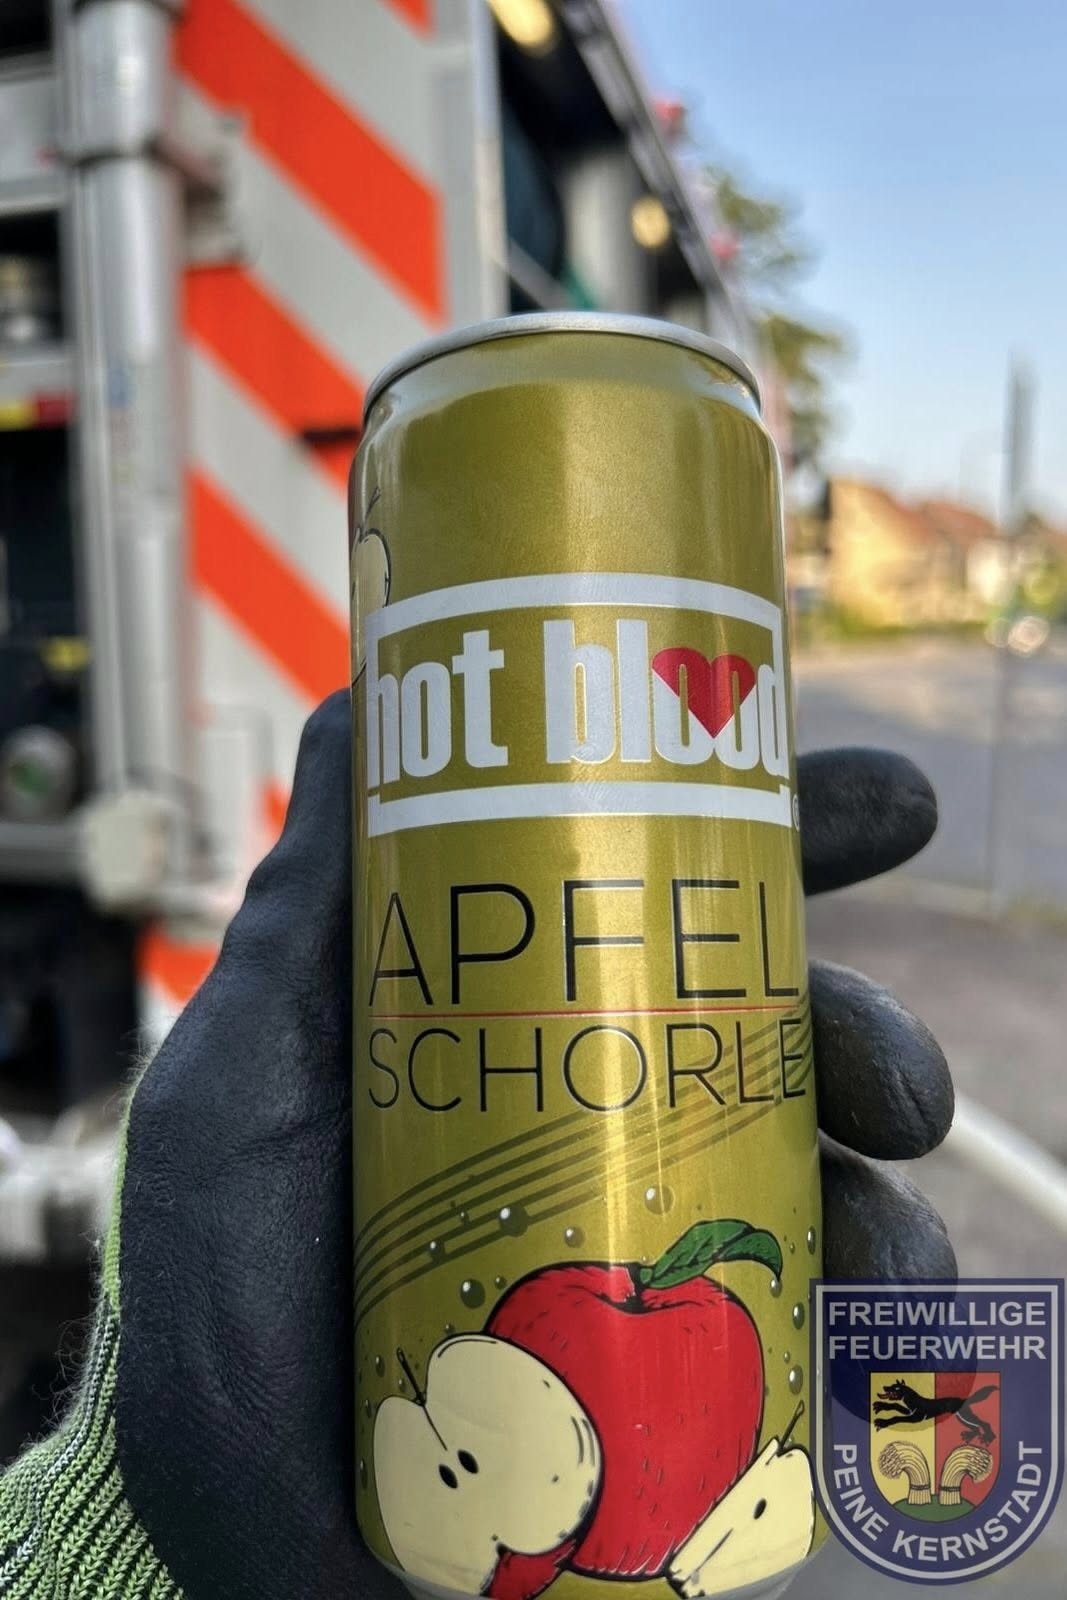 hot blood
APFEL
SCHORLE
FREIWILLIGE
FEUERWEHR
PEINE KERNSTADT